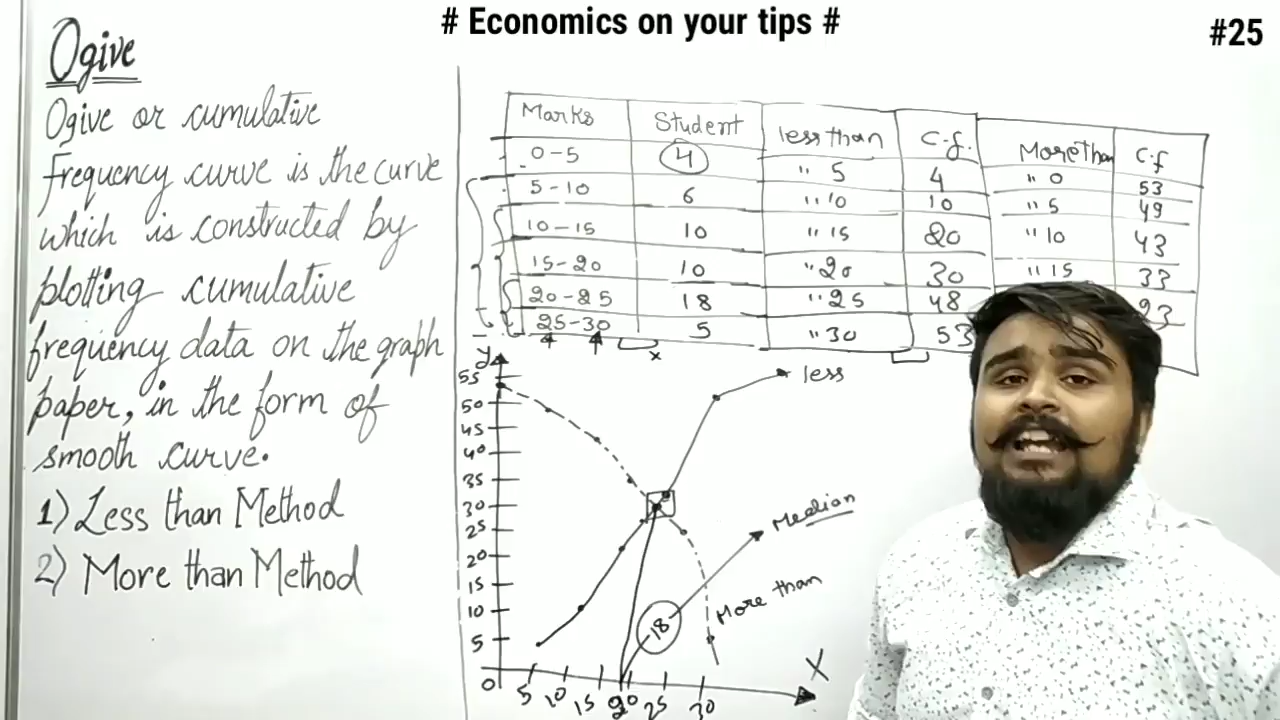 # Economics on your tips #
#25
Ogive
Ogive or cumulative
Frequency curve is the curve
which is constructed by
plotting cumulative
frequency data on the graph
paper, in the form of
smooth curve.
1) Less than Method
2) More than Method
Marks Student less than C.f. More than C.f
0-5 4 " 5 4 " 0 53
5-10 6 " 10 10 " 5 49
10-15 10 " 15 20 " 10 43
15-20 10 " 20 30 " 15 33
20-25 18 " 25 48 23
25-30 5 " 30 53
x
y
55
50
45
40
35
30
25
20
15
10
5
0
5 10 15 20 25 30
X
less
Median
18
More than